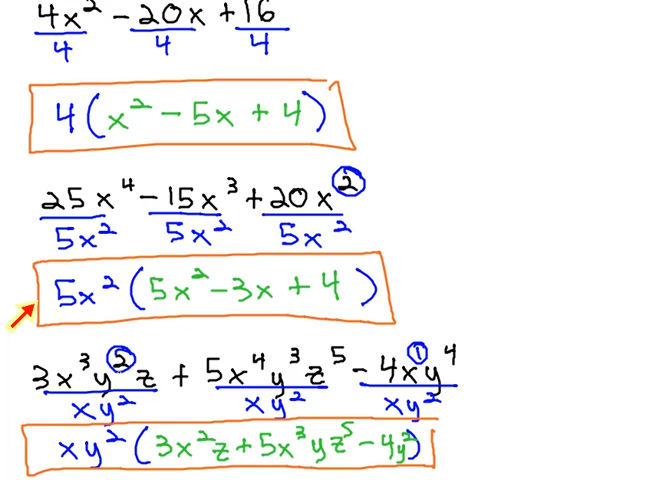 4x² − 20x + 16
4 4 4
4(x² − 5x + 4)
25x⁴ − 15x³ + 20x²
5x² 5x² 5x²
5x²(5x² − 3x + 4)
3x³y²z + 5x⁴y³z⁵ − 4x¹y⁴
xy² xy² xy²
xy²(3x²z + 5x³yz⁵ − 4y²)